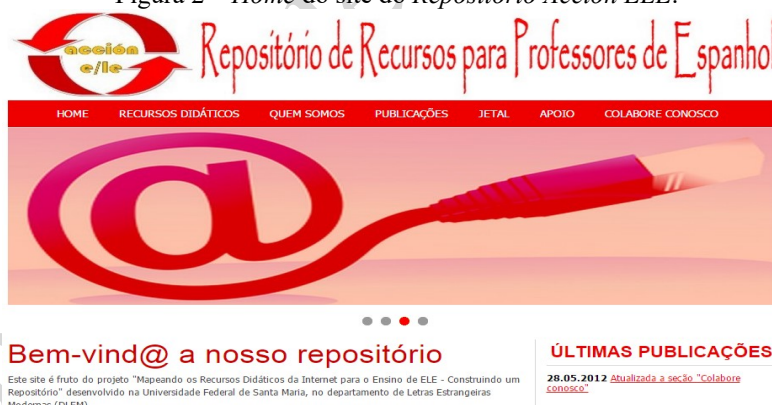 Figura 2 – Home do site do Repositório Acción ELE.
acción
e/le
Repositório de Recursos para Professores de Espanhol
HOME RECURSOS DIDÁTICOS QUEM SOMOS PUBLICAÇÕES JETAL APOIO COLABORE CONOSCO
@
Bem-vind@ a nosso repositório
Este site é fruto do projeto "Mapeando os Recursos Didáticos da Internet para o Ensino de ELE - Construindo um
Repositório" desenvolvido na Universidade Federal de Santa Maria, no departamento de Letras Estrangeiras
Modernas (DLEM)
ÚLTIMAS PUBLICAÇÕES
28.05.2012 Atualizada a seção "Colabore
conosco"